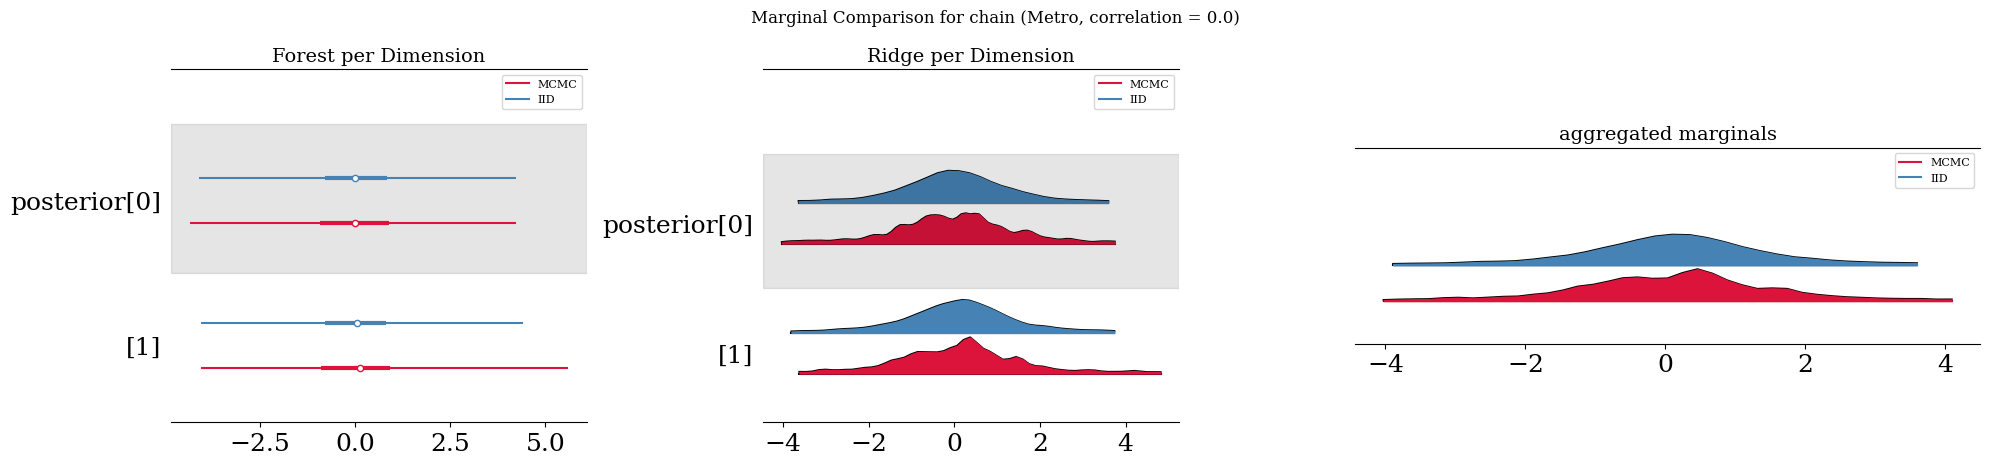 Marginal Comparison for chain (Metro, correlation = 0.0)
Forest per Dimension
MCMC
IID
posterior[0]
[1]
−2.5 0.0 2.5 5.0
Ridge per Dimension
MCMC
IID
posterior[0]
[1]
−4 −2 0 2 4
aggregated marginals
MCMC
IID
−4 −2 0 2 4